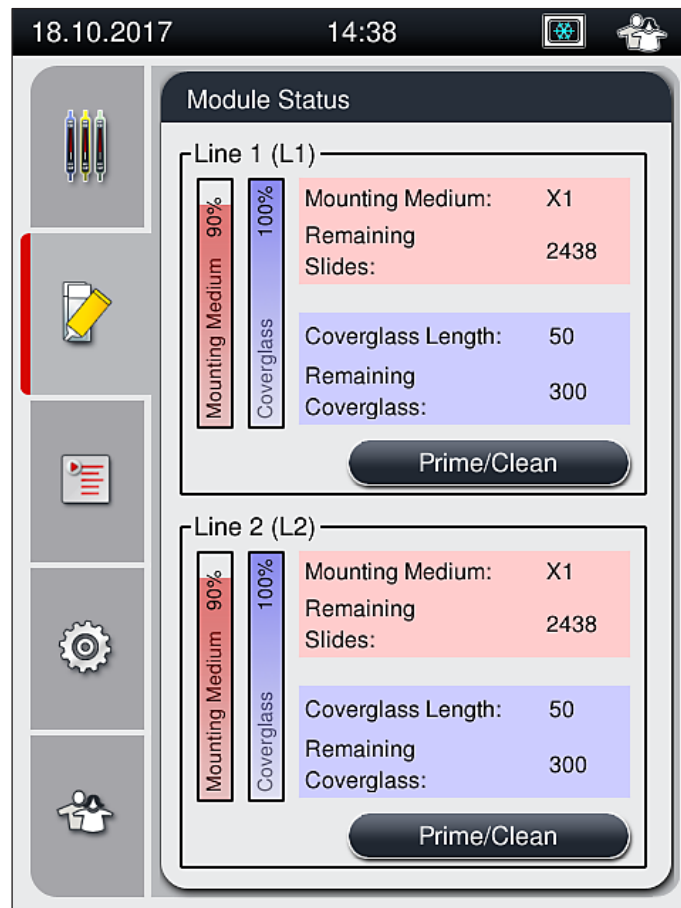 18.10.2017 14:38
Module Status
Line 1 (L1)
Mounting Medium 90%
Coverglass 100%
Mounting Medium: X1
Remaining
Slides: 2438
Coverglass Length: 50
Remaining
Coverglass: 300
Prime/Clean
Line 2 (L2)
Mounting Medium 90%
Coverglass 100%
Mounting Medium: X1
Remaining
Slides: 2438
Coverglass Length: 50
Remaining
Coverglass: 300
Prime/Clean